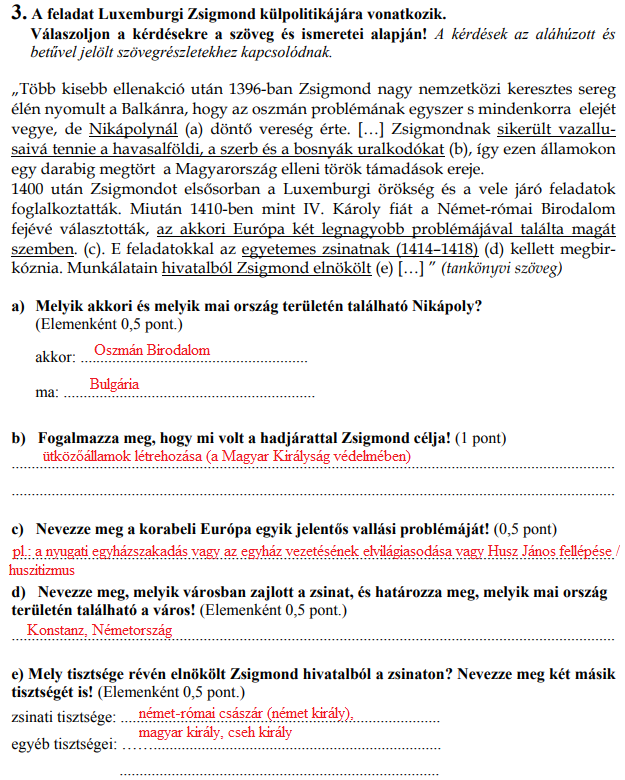 3. A feladat Luxemburgi Zsigmond külpolitikájára vonatkozik.
Válaszoljon a kérdésekre a szöveg és ismeretei alapján! A kérdések az aláhúzott és
betűvel jelölt szövegrészletekhez kapcsolódnak.
„Több kisebb ellenakció után 1396-ban Zsigmond nagy nemzetközi keresztes sereg
élén nyomult a Balkánra, hogy az oszmán problémának egyszer s mindenkorra elejét
vegye, de Nikápolynál (a) döntő vereség érte. […] Zsigmondnak sikerült vazallu-
saivá tennie a havasalföldi, a szerb és a bosnyák uralkodókat (b), így ezen államokon
egy darabig megtört a Magyarország elleni török támadások ereje.
1400 után Zsigmondot elsősorban a Luxemburgi örökség és a vele járó feladatok
foglalkoztatták. Miután 1410-ben mint IV. Károly fiát a Német-római Birodalom
fejévé választották, az akkori Európa két legnagyobb problémájával találta magát
szemben. (c). E feladatokkal az egyetemes zsinatnak (1414–1418) (d) kellett megbir-
kóznia. Munkálatain hivatalból Zsigmond elnökölt (e) […] ” (tankönyvi szöveg)
a) Melyik akkori és melyik mai ország területén található Nikápoly?
(Elemenként 0,5 pont.)
akkor: Oszmán Birodalom
ma: Bulgária
b) Fogalmazza meg, hogy mi volt a hadjárattal Zsigmond célja! (1 pont)
ütközőállamok létrehozása (a Magyar Királyság védelmében)
c) Nevezze meg a korabeli Európa egyik jelentős vallási problémáját! (0,5 pont)
pl.: a nyugati egyházszakadás vagy az egyház vezetésének elvilágiasodása vagy Husz János fellépése /
huszitizmus
d) Nevezze meg, melyik városban zajlott a zsinat, és határozza meg, melyik mai ország
területén található a város! (Elemenként 0,5 pont.)
Konstanz, Németország
e) Mely tisztsége révén elnökölt Zsigmond hivatalból a zsinaton? Nevezze meg két másik
tisztségét is! (Elemenként 0,5 pont.)
zsinati tisztsége: német-római császár (német király),
egyéb tisztségei: magyar király, cseh király